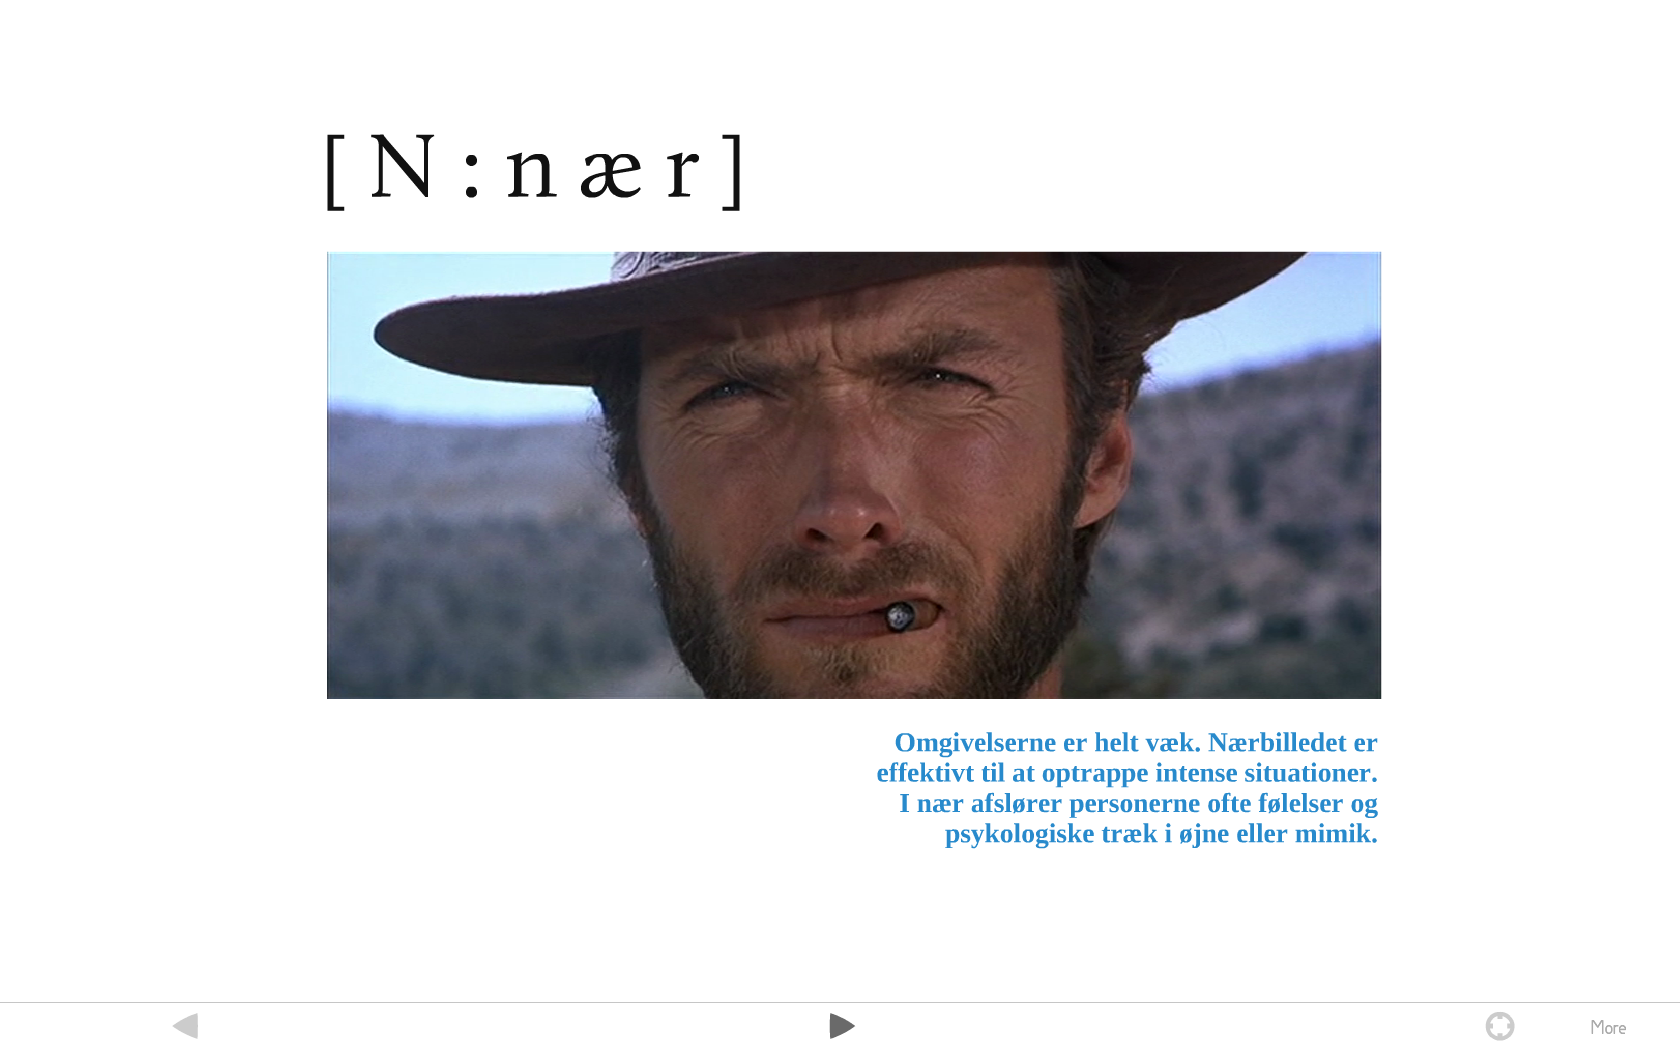 [ N : n æ r ]
Omgivelserne er helt væk. Nærbilledet er
effektivt til at optrappe intense situationer.
I nær afslører personerne ofte følelser og
psykologiske træk i øjne eller mimik.
More